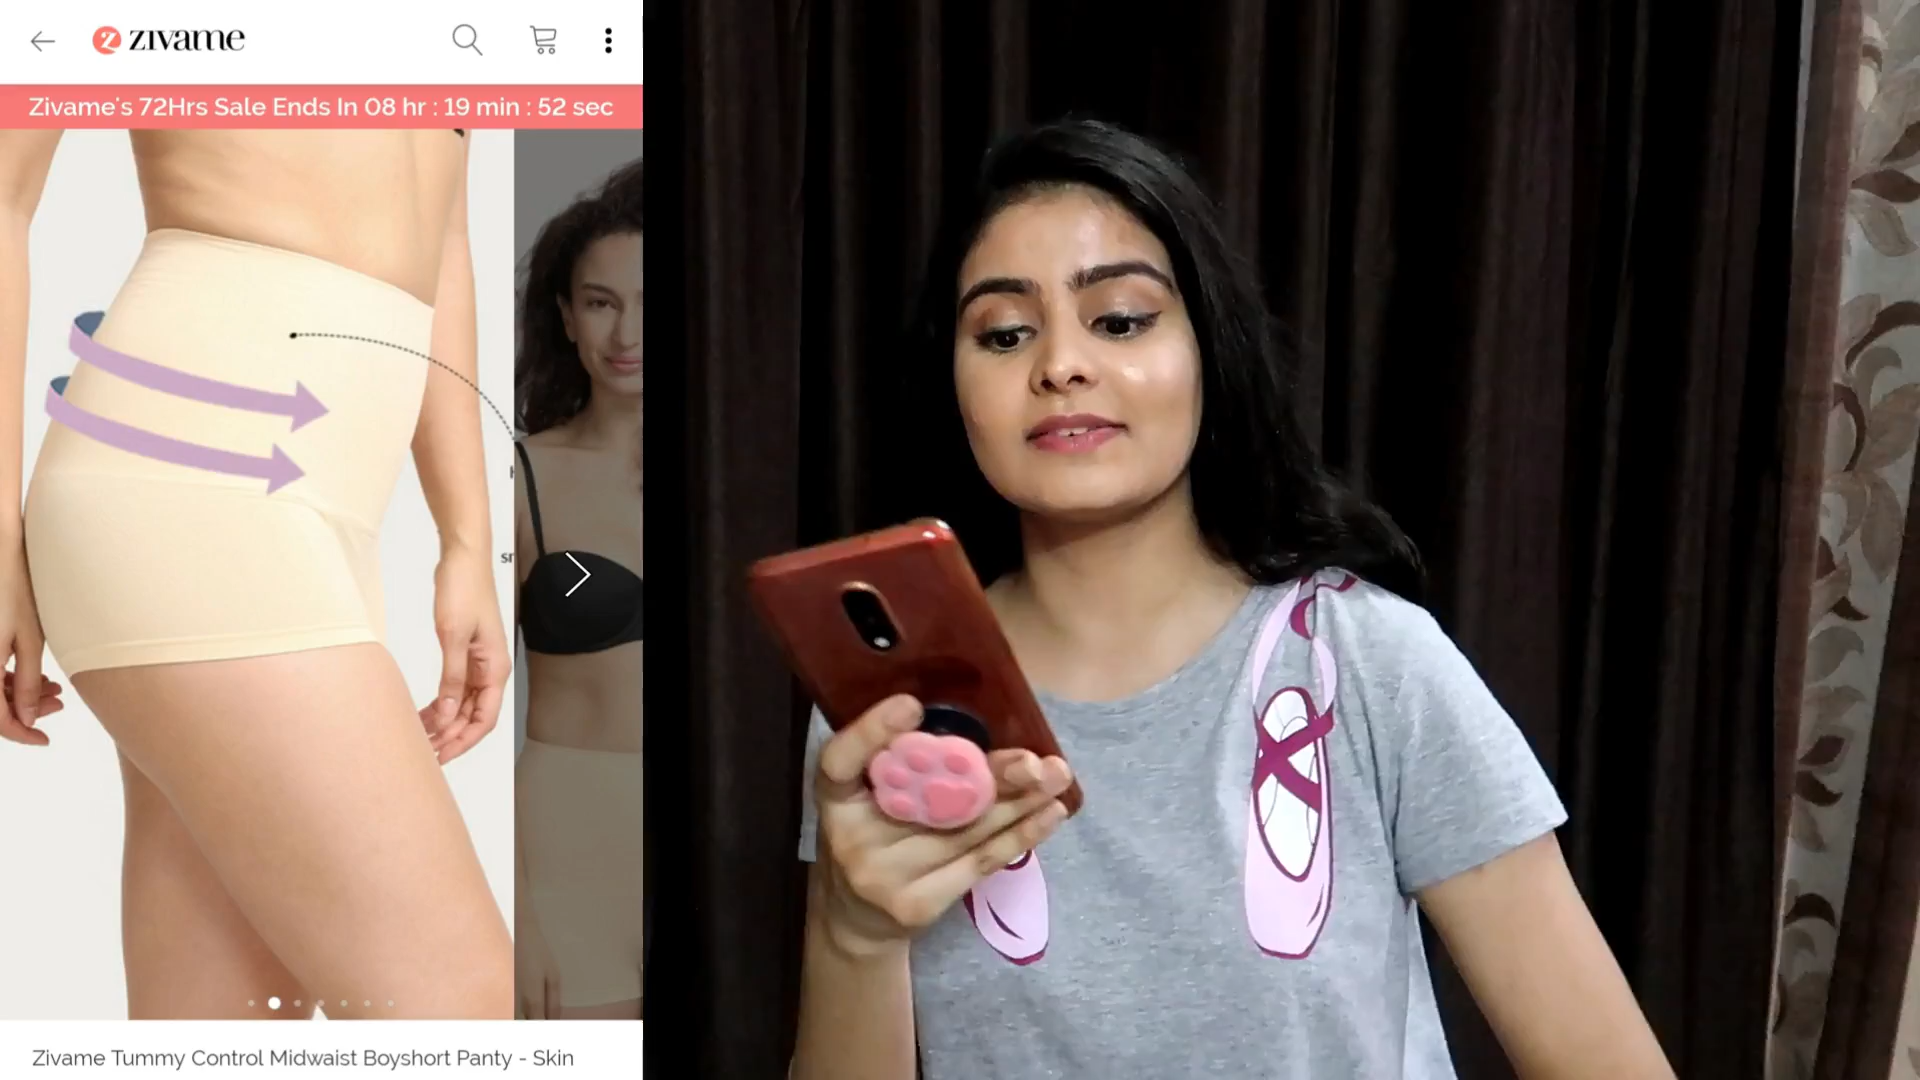 zivame
Zivame's 72Hrs Sale Ends In 08 hr : 19 min : 52 sec
Zivame Tummy Control Midwaist Boyshort Panty - Skin